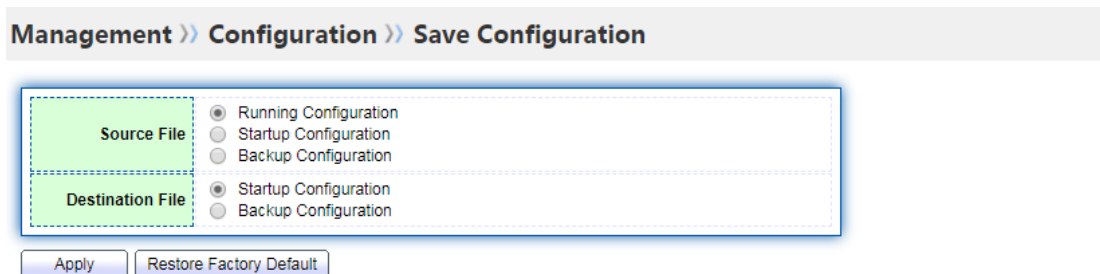 Management » Configuration » Save Configuration
Source File
Running Configuration
Startup Configuration
Backup Configuration
Destination File
Startup Configuration
Backup Configuration
Apply Restore Factory Default